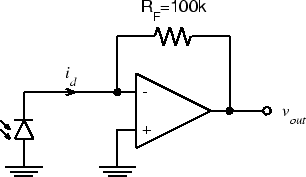 R_F=100k
i_d
-
+
v_out